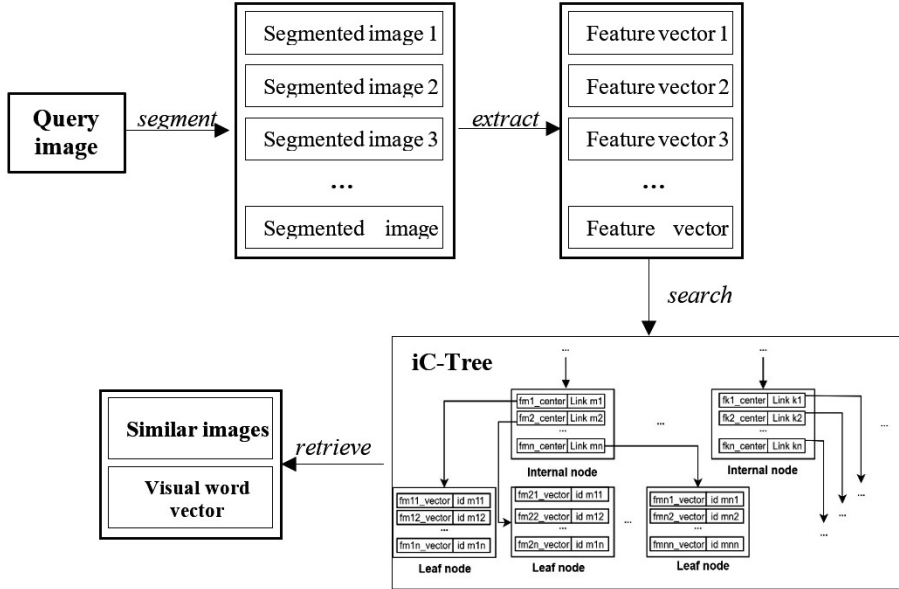 Query
image
segment
Segmented image 1
Segmented image 2
Segmented image 3
...
Segmented image
extract
Feature vector 1
Feature vector 2
Feature vector 3
...
Feature vector
search
iC-Tree
...
fm1_center Link m1
fm2_center Link m2
...
fmn_center Link mn
Internal node
...
...
fk1_center Link k1
fk2_center Link k2
...
fkn_center Link kn
Internal node
...
...
...
...
fm11_vector id m11
fm12_vector id m12
...
fm1n_vector id m1n
Leaf node
fm21_vector id m11
fm22_vector id m12
...
fm2n_vector id m1n
Leaf node
...
fmn1_vector id mn1
fmn2_vector id mn2
...
fmnn_vector id mnn
Leaf node
retrieve
Similar images
Visual word
vector